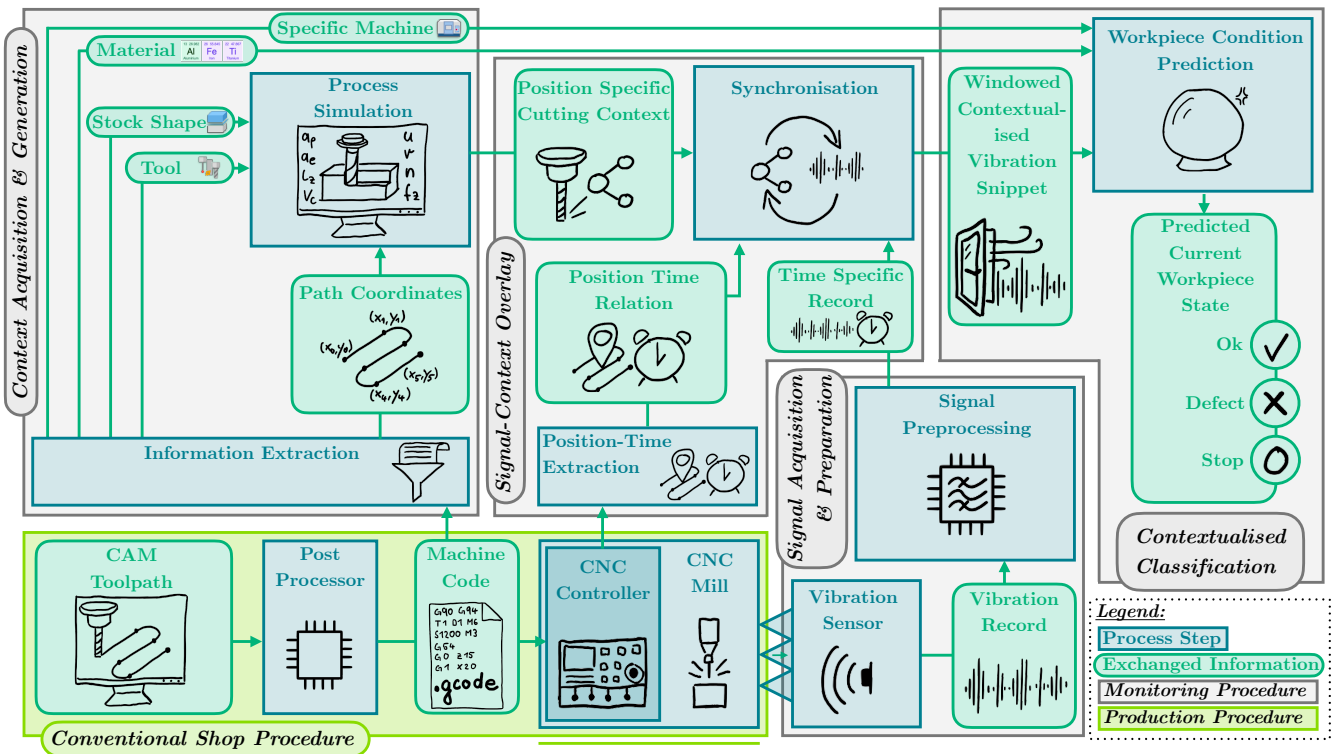 Context Acquisition & Generation
Specific Machine
Material
Al
Fe
Ti
Stock Shape
Tool
Process
Simulation
Path Coordinates
(x₀,y₀)
(x₁,y₁)
(x₅,y₅)
(x₄,y₄)
Information Extraction
Signal-Context Overlay
Position Specific
Cutting Context
Synchronisation
Position Time
Relation
Time Specific
Record
Position-Time
Extraction
Windowed
Contextual-
ised
Vibration
Snippet
Workpiece Condition
Prediction
Predicted
Current
Workpiece
State
Ok
Defect
Stop
Contextualised
Classification
Signal Acquisition
& Preparation
Signal
Preprocessing
Vibration
Sensor
Vibration
Record
CAM
Toolpath
Post
Processor
Machine
Code
G90 G94
T1 D1 M6
S1200 M3
G54
G0 Z15
G1 X20
.gcode
CNC
Controller
CNC
Mill
Conventional Shop Procedure
Legend:
Process Step
Exchanged Information
Monitoring Procedure
Production Procedure